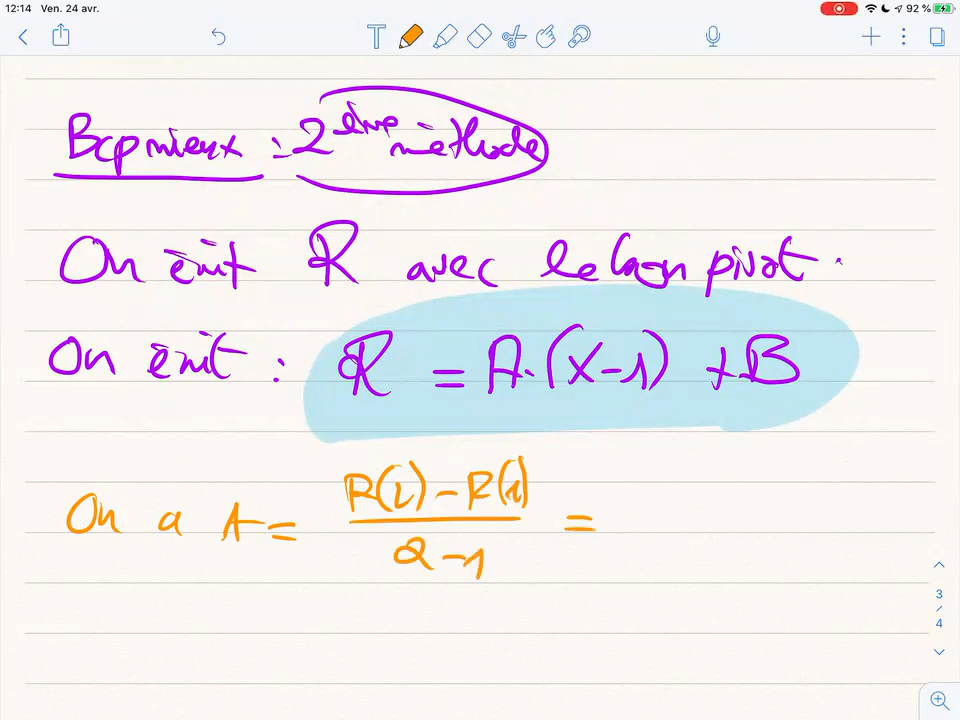 12:14 Ven. 24 avr. 92 %
Bcp mieux : 2ème méthode
On écrit R avec le bon pivot.
On écrit : R = A.(X-1) + B
On a A = R(2) - R(1) / 2 - 1 =
3 / 4